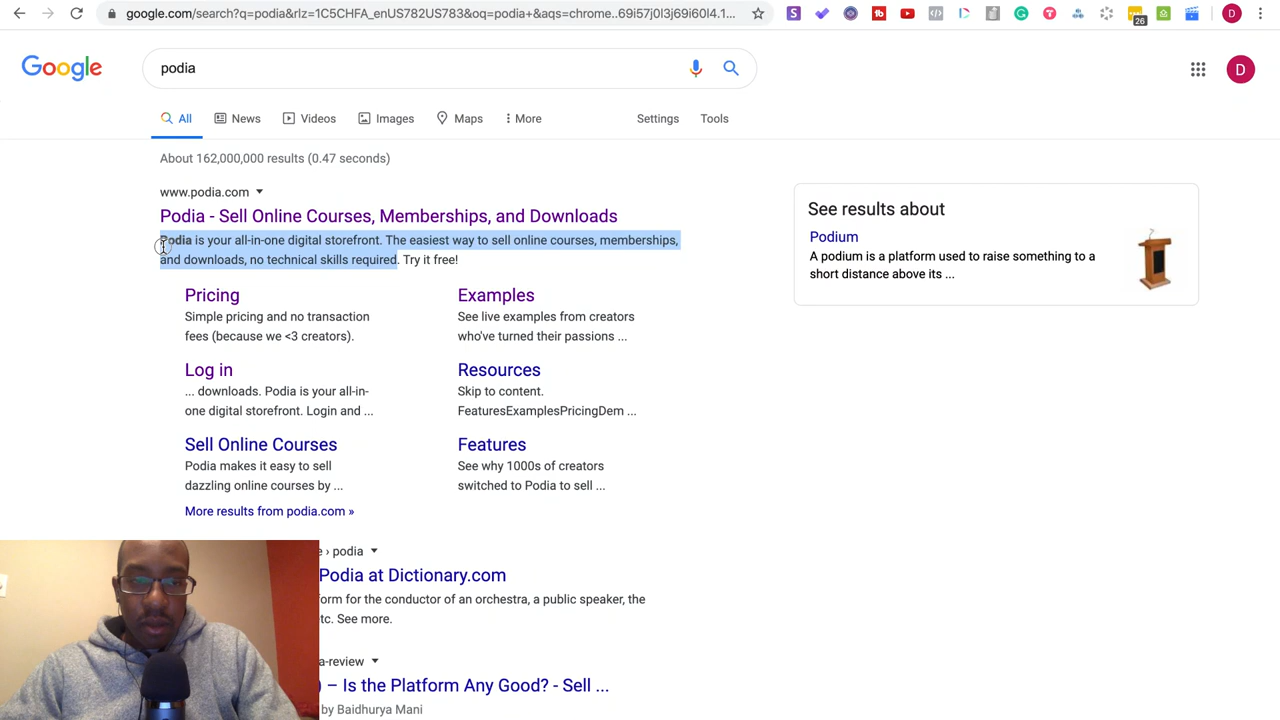 google.com/search?q=podia&rlz=1C5CHFA_enUS782US783&oq=podia+&aqs=chrome..69i57j0l3j69i60l4.1...
26
D
Google
podia
D
All News Videos Images Maps More Settings Tools
About 162,000,000 results (0.47 seconds)
www.podia.com
Podia - Sell Online Courses, Memberships, and Downloads
Podia is your all-in-one digital storefront. The easiest way to sell online courses, memberships,
and downloads, no technical skills required. Try it free!
Pricing
Simple pricing and no transaction
fees (because we <3 creators).
Examples
See live examples from creators
who've turned their passions ...
Log in
... downloads. Podia is your all-in-
one digital storefront. Login and ...
Resources
Skip to content.
FeaturesExamplesPricingDem ...
Sell Online Courses
Podia makes it easy to sell
dazzling online courses by ...
Features
See why 1000s of creators
switched to Podia to sell ...
More results from podia.com »
See results about
Podium
A podium is a platform used to raise something to a
short distance above its ...
e › podia
Podia at Dictionary.com
form for the conductor of an orchestra, a public speaker, the
etc. See more.
a-review
) – Is the Platform Any Good? - Sell ...
by Baidhurya Mani